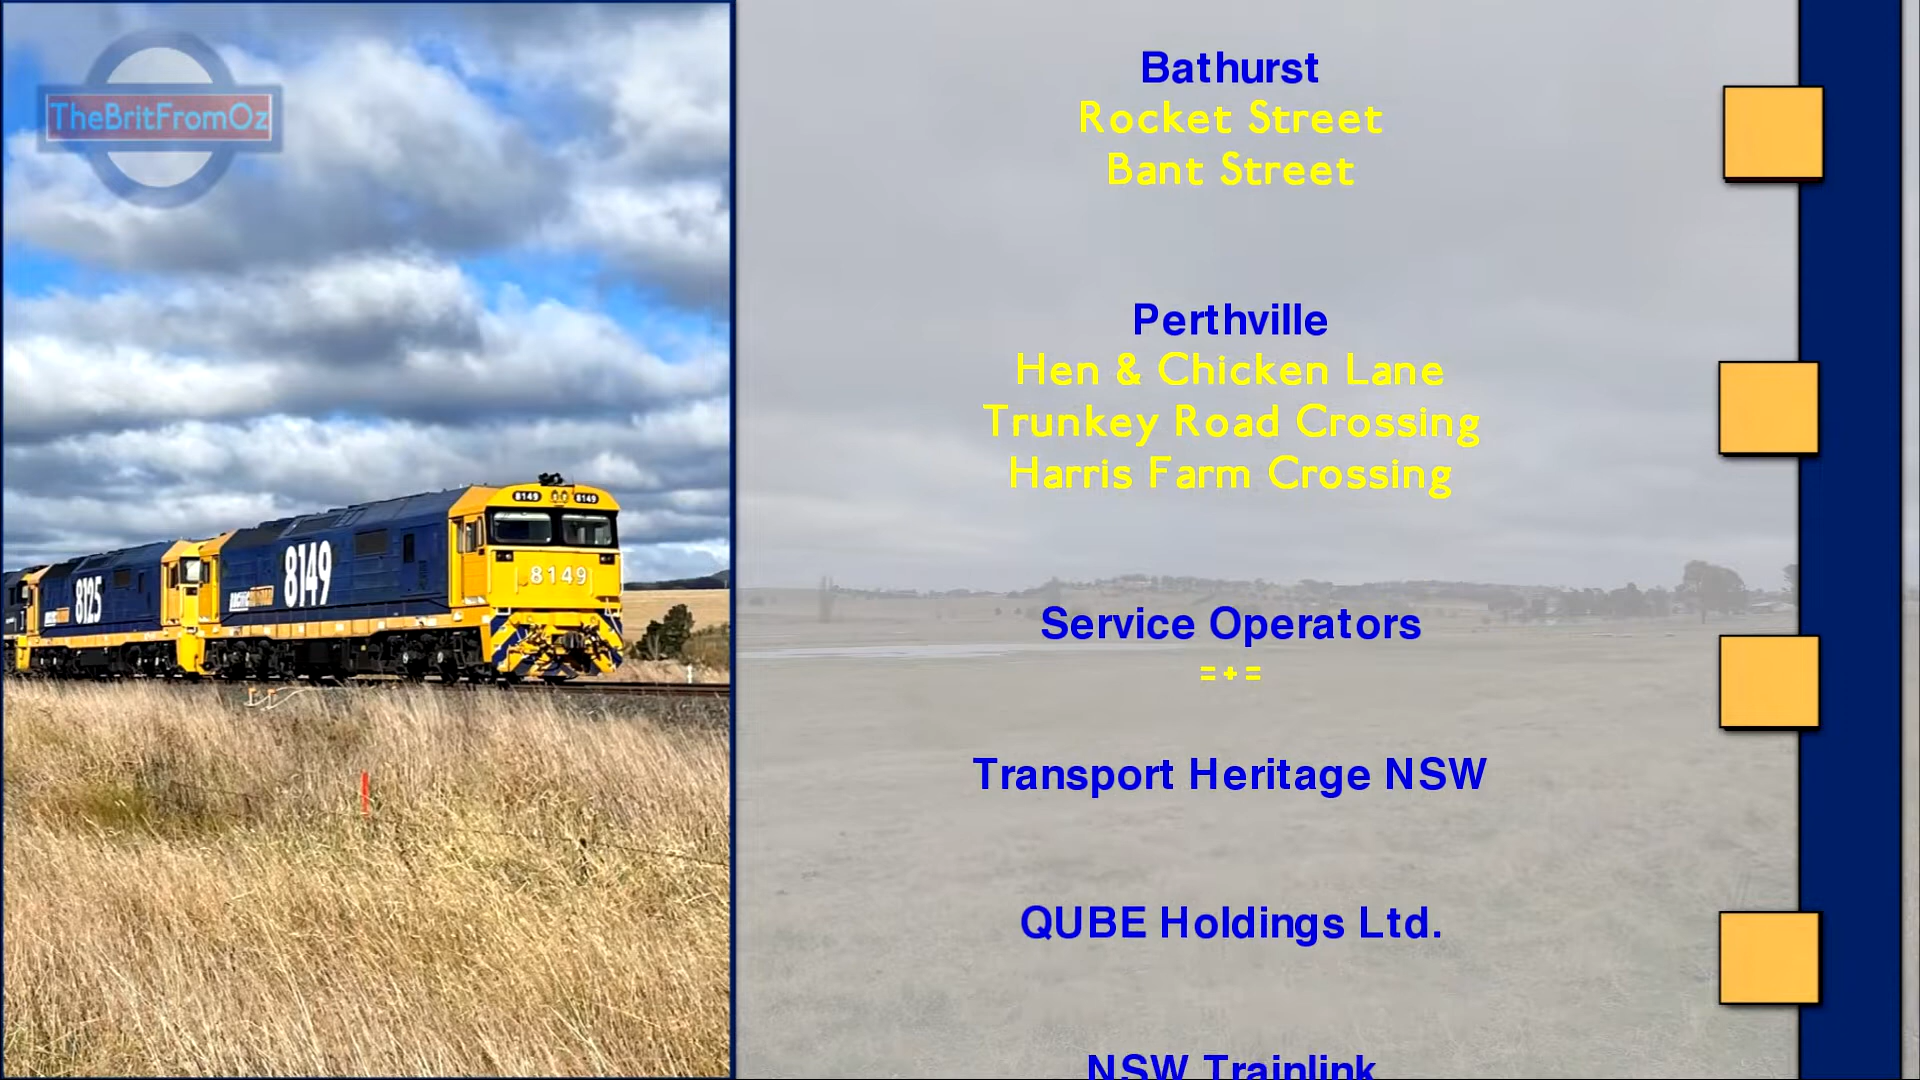 TheBritFromOz
8149
8149
8149
8149
8125
Bathurst
Rocket Street
Bant Street
Perthville
Hen & Chicken Lane
Trunkey Road Crossing
Harris Farm Crossing
Service Operators
=+=
Transport Heritage NSW
QUBE Holdings Ltd.
NSW Trainlink